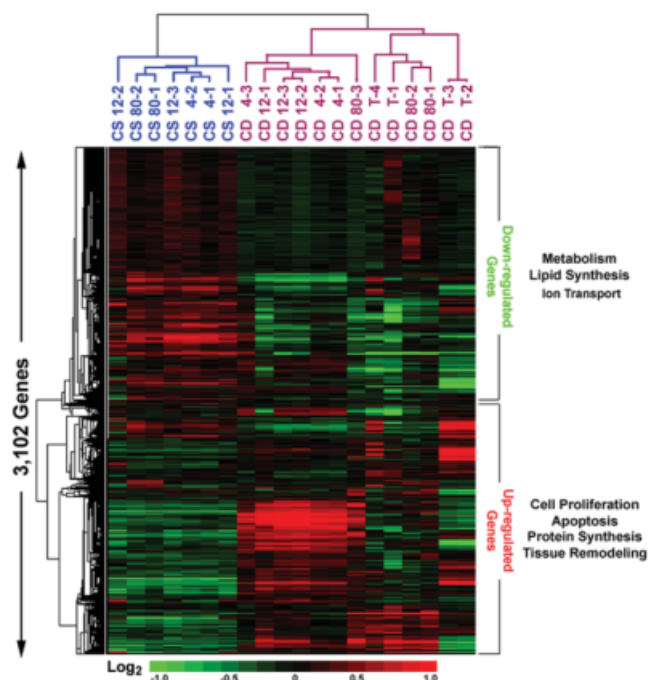 CS 12-2
CS 80-2
CS 80-1
CS 12-3
CS 4-2
CS 4-1
CS 12-1
CD 4-3
CD 12-1
CD 12-3
CD 12-2
CD 4-2
CD 4-1
CD 80-3
CD T-4
CD T-1
CD 80-2
CD 80-1
CD T-3
CD T-2
3,102 Genes
Down-regulated
Genes
Metabolism
Lipid Synthesis
Ion Transport
Up-regulated
Genes
Cell Proliferation
Apoptosis
Protein Synthesis
Tissue Remodeling
Log2
-1.0 -0.5 0 0.5 1.0